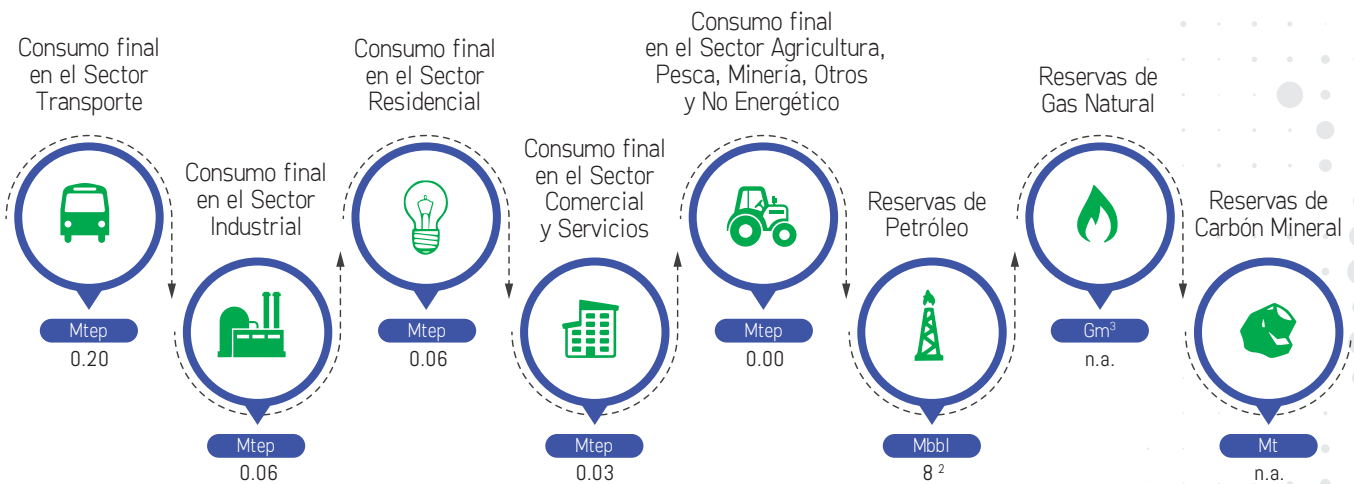 Consumo final
en el Sector
Transporte
Mtep
0.20
Consumo final
en el Sector
Industrial
Mtep
0.06
Consumo final
en el Sector
Residencial
Mtep
0.06
Consumo final
en el Sector
Comercial
y Servicios
Mtep
0.03
Consumo final
en el Sector Agricultura,
Pesca, Minería, Otros
y No Energético
Mtep
0.00
Reservas de
Petróleo
Mbbl
8 ²
Reservas de
Gas Natural
Gm³
n.a.
Reservas de
Carbón Mineral
Mt
n.a.